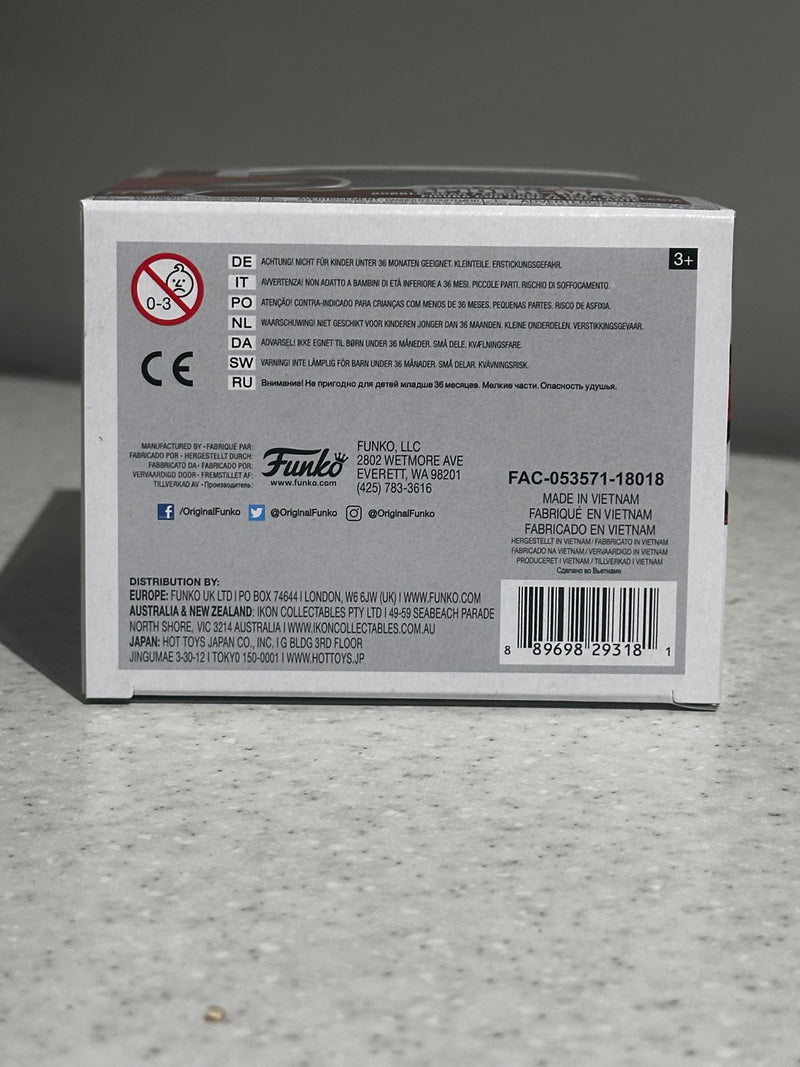 3+
0-3
DE ACHTUNG! NICHT FÜR KINDER UNTER 36 MONATEN GEEIGNET. KLEINTEILE. ERSTICKUNGSGEFAHR.
IT AVVERTENZA! NON ADATTO A BAMBINI DI ETÀ INFERIORE A 36 MESI. PICCOLE PARTI. RISCHIO DI SOFFOCAMENTO.
PO ATENÇÃO! CONTRA-INDICADO PARA CRIANÇAS COM MENOS DE 36 MESES. PEQUENAS PARTES. RISCO DE ASFIXIA.
NL WAARSCHUWING! NIET GESCHIKT VOOR KINDEREN JONGER DAN 36 MAANDEN. KLEINE ONDERDELEN. VERSTIKKINGSGEVAAR.
DA ADVARSEL! IKKE EGNET TIL BØRN UNDER 36 MÅNEDER. SMÅ DELE. KVÆLNINGSFARE.
SW VARNING! INTE LÄMPLIG FÖR BARN UNDER 36 MÅNADER. SMÅ DELAR. KVÄVNINGSRISK.
RU Внимание! Не пригодно для детей младше 36 месяцев. Мелкие части. Опасность удушья.
CE
MANUFACTURED BY • FABRIQUÉ PAR:
FABRICADO POR • HERGESTELLT DURCH:
FABBRICATO DA • FABRICADO POR:
VERVAARDIGD DOOR • FREMSTILLET AF:
TILLVERKAD AV • Производитель:
Funko
www.funko.com
FUNKO, LLC
2802 WETMORE AVE
EVERETT, WA 98201
(425) 783-3616
/OriginalFunko @OriginalFunko @OriginalFunko
FAC-053571-18018
MADE IN VIETNAM
FABRIQUÉ EN VIETNAM
FABRICADO EN VIETNAM
HERGESTELLT IN VIETNAM / FABBRICATO IN VIETNAM
FABRICADO NA VIETNAM / VERVAARDIGD IN VIETNAM
PRODUCERET I VIETNAM / TILLVERKAD I VIETNAM
Сделано во Вьетнаме
DISTRIBUTION BY:
EUROPE: FUNKO UK LTD I PO BOX 74644 I LONDON, W6 6JW (UK) I WWW.FUNKO.COM
AUSTRALIA & NEW ZEALAND: IKON COLLECTABLES PTY LTD I 49-59 SEABEACH PARADE
NORTH SHORE, VIC 3214 AUSTRALIA I WWW.IKONCOLLECTABLES.COM.AU
JAPAN: HOT TOYS JAPAN CO., INC. I G BLDG 3RD FLOOR
JINGUMAE 3-30-12 I TOKYO 150-0001 I WWW.HOTTOYS.JP
8 89698 29318 1